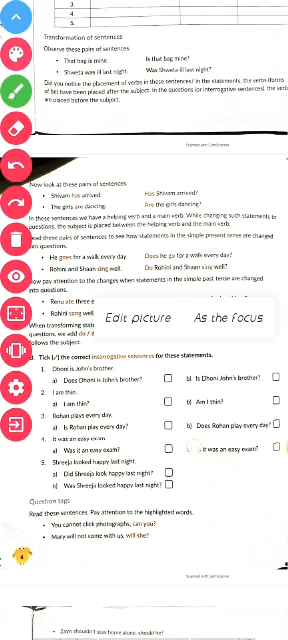 3.
4.
5.
Transformation of sentences
Observe these pairs of sentences
• That bag is mine. Is that bag mine?
• Shweta was ill last night. Was Shweta ill last night?
Did you notice the placement of verbs in these sentences? In the statements, the verbs (forms
of be) have been placed after the subject. In the questions (or interrogative sentences), the verbs
are placed before the subject.
Scanned with CamScanner
Now look at these pairs of sentences
• Shivam has arrived. Has Shivam arrived?
• The girls are dancing. Are the girls dancing?
In these sentences we have a helping verb and a main verb. While changing such statements to
questions, the subject is placed between the helping verb and the main verb.
these pairs of sentences to see how statements in the simple present tense are changed
into questions.
• He goes for a walk every day. Does he go for a walk every day?
• Rohini and Shaan sing well. Do Rohini and Shaan sing well?
pay attention to the changes when statements in the simple past tense are changed
into questions.
• Renu ate three
• Rohini sang well
Edit picture As the focus
When transforming
questions, we add do /
follows the subject.
Tick (✓) the correct interrogative sentences for these statements.
1. Dhoni is John's brother.
a) Does Dhoni is John's brother? b) Is Dhoni John's brother?
2. I am thin.
a) I am thin? b) Am I thin?
3. Rohan plays every day.
a) Is Rohan play every day? b) Does Rohan play every day?
4. It was an easy exam
a) Was it an easy exam? it was an easy exam?
5. Shreeja looked happy last night.
a) Did Shreeja look happy last night?
b) Was Shreeja looked happy last night?
Question tags
Read these sentences. Pay attention to the highlighted words.
• You cannot click photographs, can you?
• Mary will not come with us, will she?
4
Scanned with CamScanner
• Zayn shouldn't stay home alone, should he?